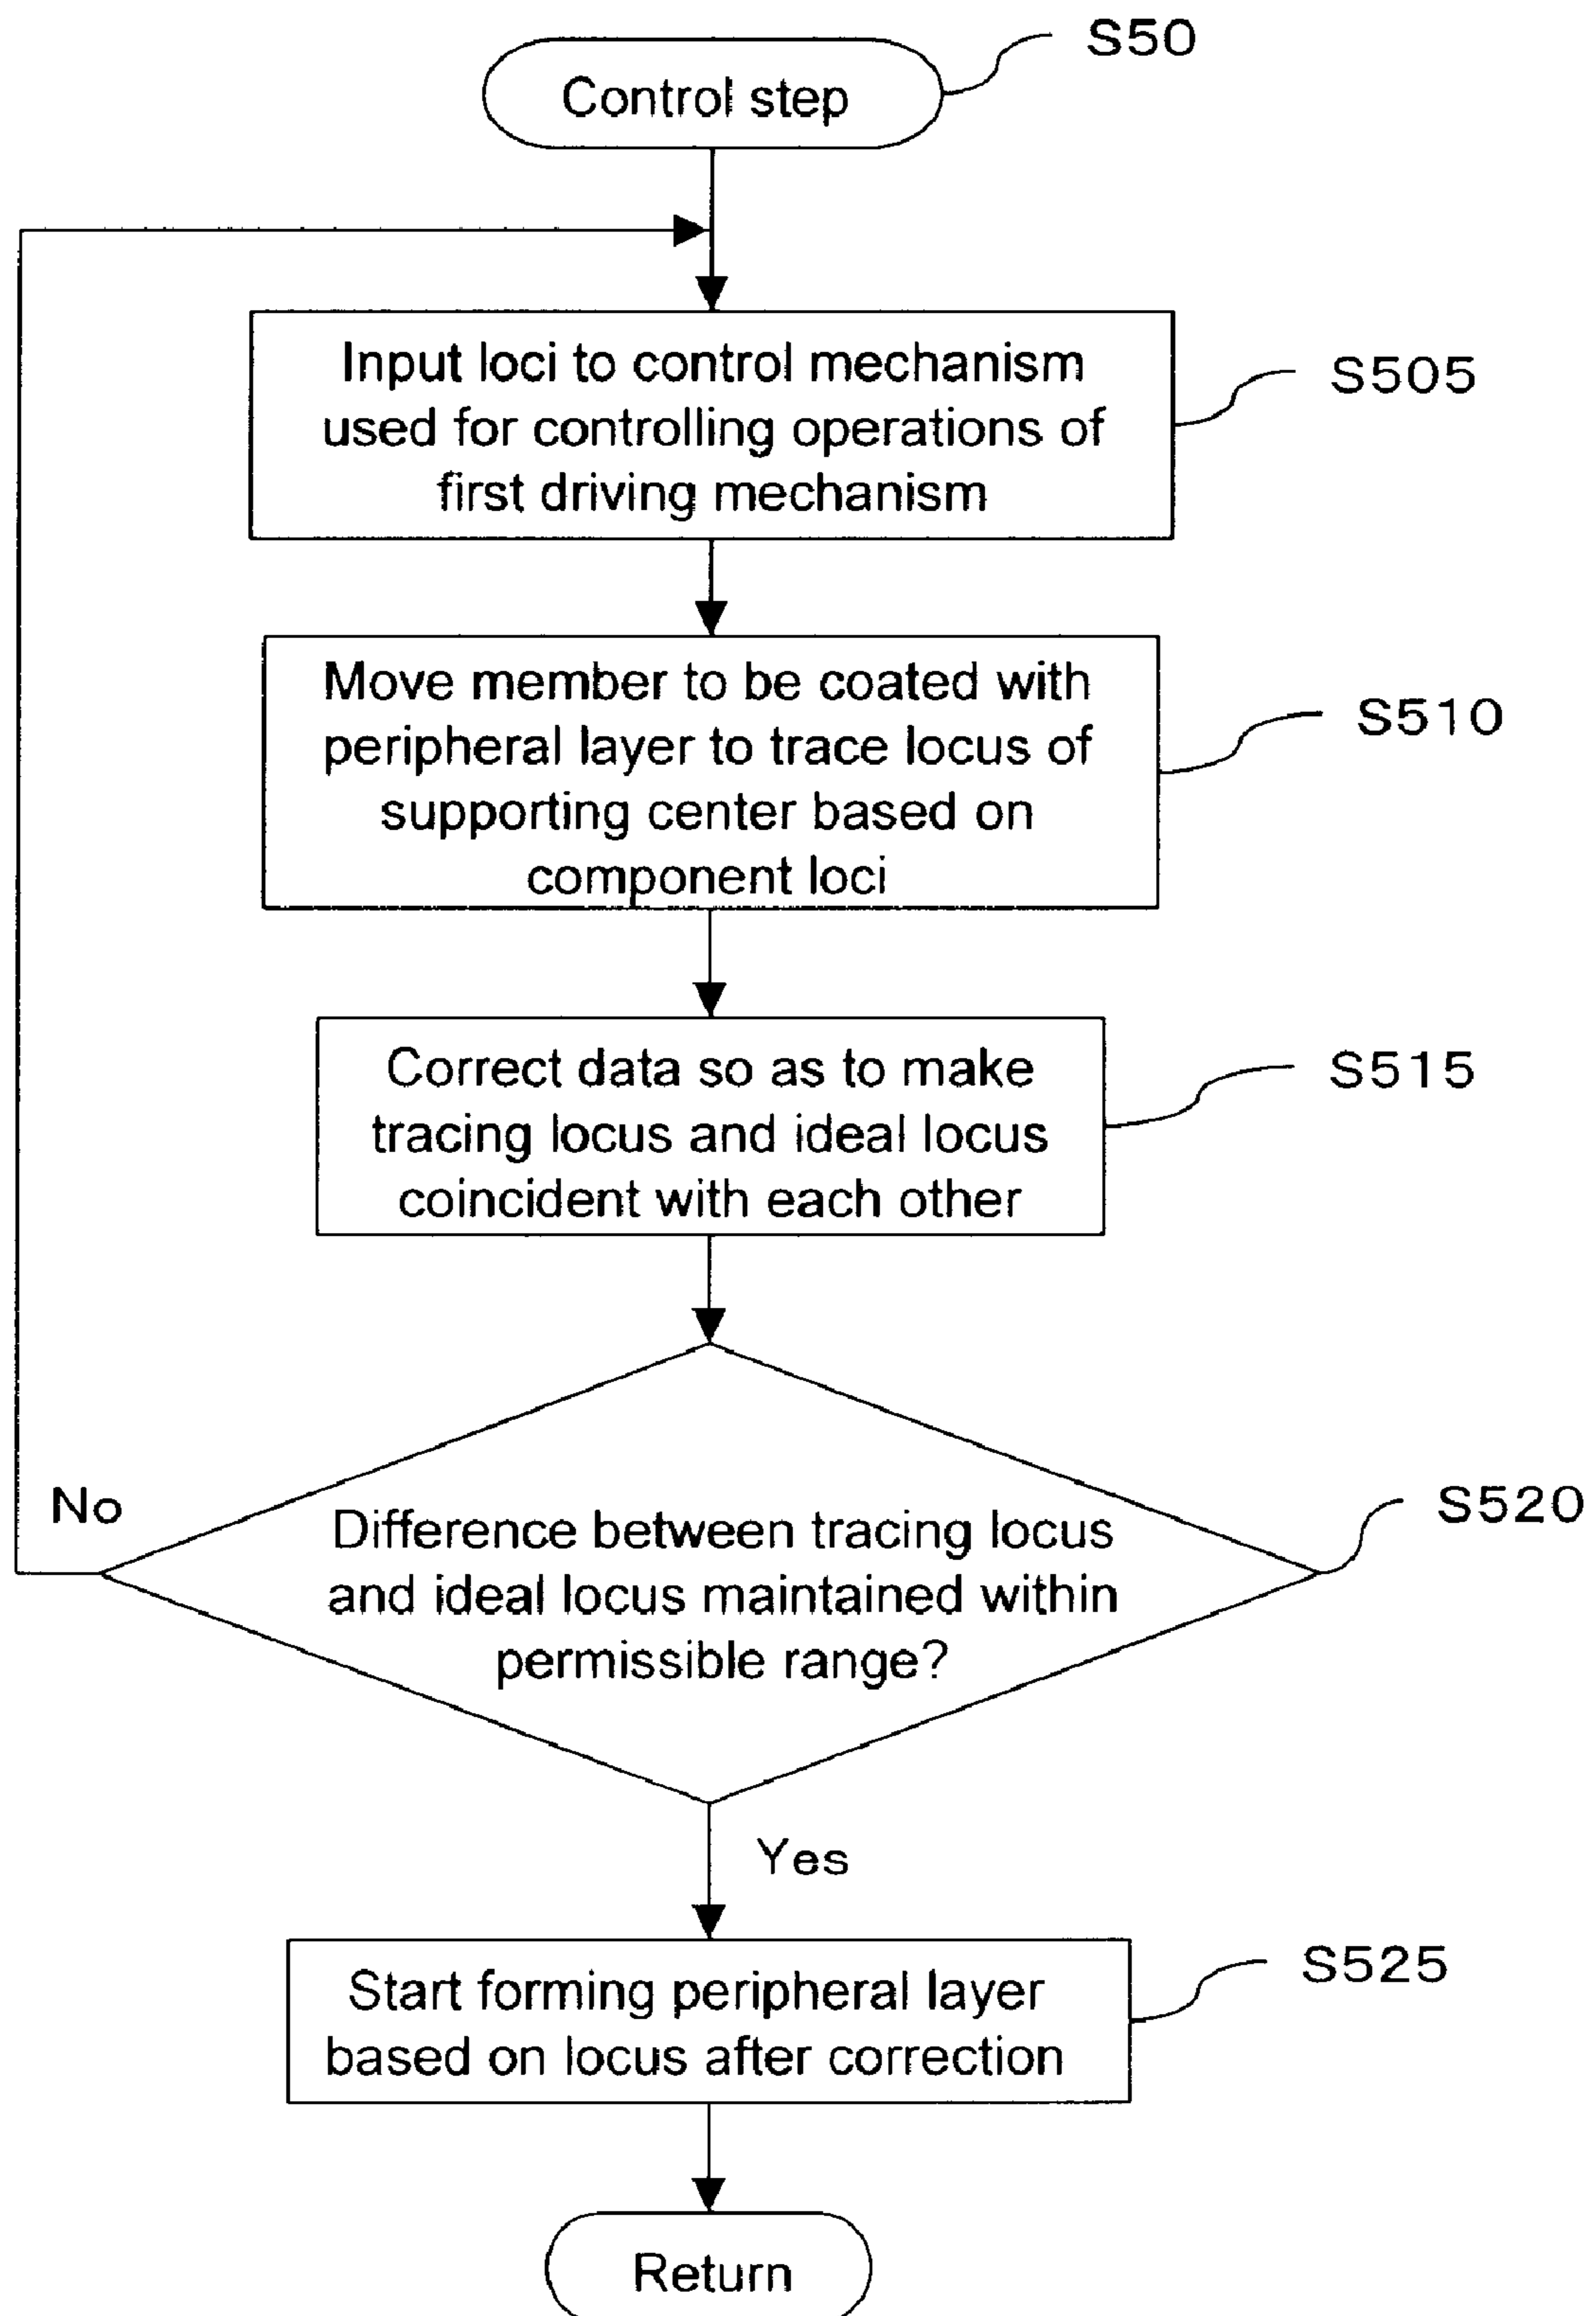 S50
Control step
Input loci to control mechanism
used for controlling operations of
first driving mechanism
S505
Move member to be coated with
peripheral layer to trace locus of
supporting center based on
component loci
S510
Correct data so as to make
tracing locus and ideal locus
coincident with each other
S515
No
Difference between tracing locus
and ideal locus maintained within
permissible range?
S520
Yes
Start forming peripheral layer
based on locus after correction
S525
Return